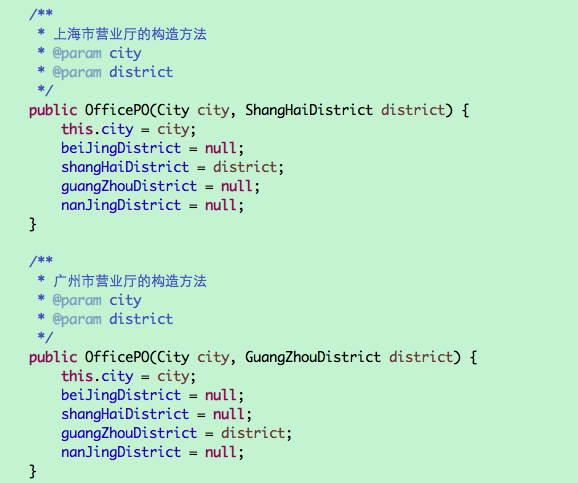 /**
 * 上海市营业厅的构造方法
 * @param city
 * @param district
 */
public OfficePO(City city, ShangHaiDistrict district) {
    this.city = city;
    beiJingDistrict = null;
    shangHaiDistrict = district;
    guangZhouDistrict = null;
    nanJingDistrict = null;
}

/**
 * 广州市营业厅的构造方法
 * @param city
 * @param district
 */
public OfficePO(City city, GuangZhouDistrict district) {
    this.city = city;
    beiJingDistrict = null;
    shangHaiDistrict = null;
    guangZhouDistrict = district;
    nanJingDistrict = null;
}